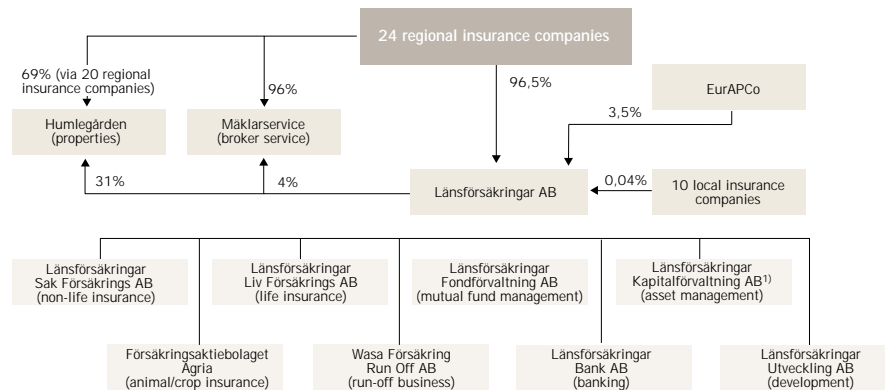 24 regional insurance companies
69% (via 20 regional
insurance companies)
96%
96,5%
EurAPCo
3,5%
Humlegården
(properties)
Mäklarservice
(broker service)
31%
4%
Länsförsäkringar AB
0,04%
10 local insurance
companies
Länsförsäkringar
Sak Försäkrings AB
(non-life insurance)
Länsförsäkringar
Liv Försäkrings AB
(life insurance)
Länsförsäkringar
Fondförvaltning AB
(mutual fund management)
Länsförsäkringar
Kapitalförvaltning AB1)
(asset management)
Försäkringsaktiebolaget
Agria
(animal/crop insurance)
Wasa Försäkring
Run Off AB
(run-off business)
Länsförsäkringar
Bank AB
(banking)
Länsförsäkringar
Utveckling AB
(development)